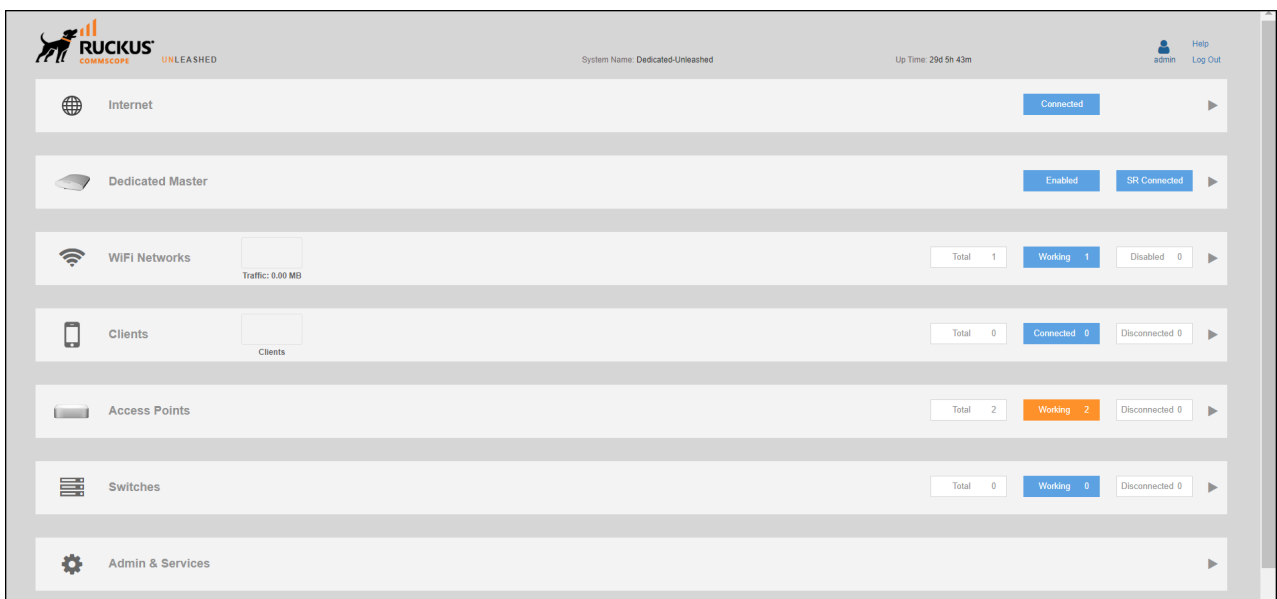 RUCKUS
COMMSCOPE
UNLEASHED
System Name: Dedicated-Unleashed
Up Time: 29d 5h 43m
admin
Help
Log Out
Internet
Connected
Dedicated Master
Enabled
SR Connected
WiFi Networks
Traffic: 0.00 MB
Total 1
Working 1
Disabled 0
Clients
Clients
Total 0
Connected 0
Disconnected 0
Access Points
Total 2
Working 2
Disconnected 0
Switches
Total 0
Working 0
Disconnected 0
Admin & Services